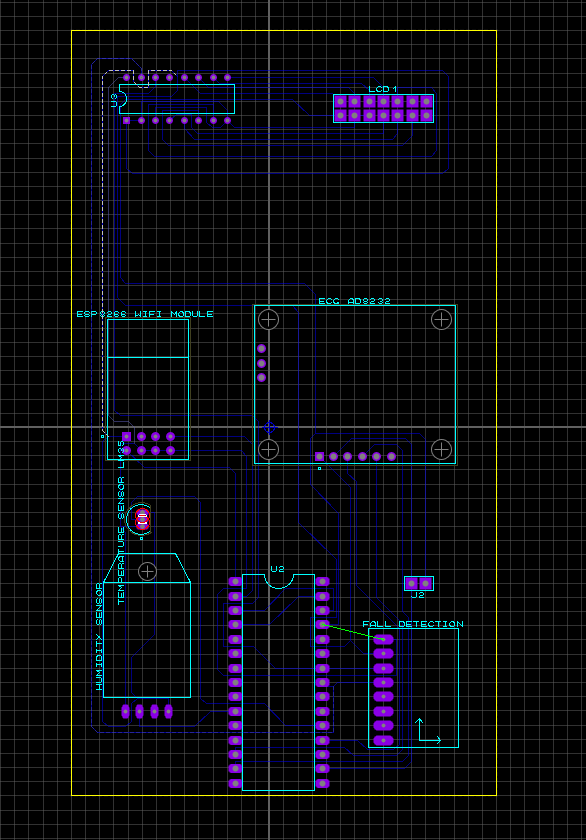 LCD1
U3
ECG AD8232
ESP8266 WIFI MODULE
TEMPERATURE SENSOR LM35
HUMIDITY SENSOR
U2
J2
FALL DETECTION